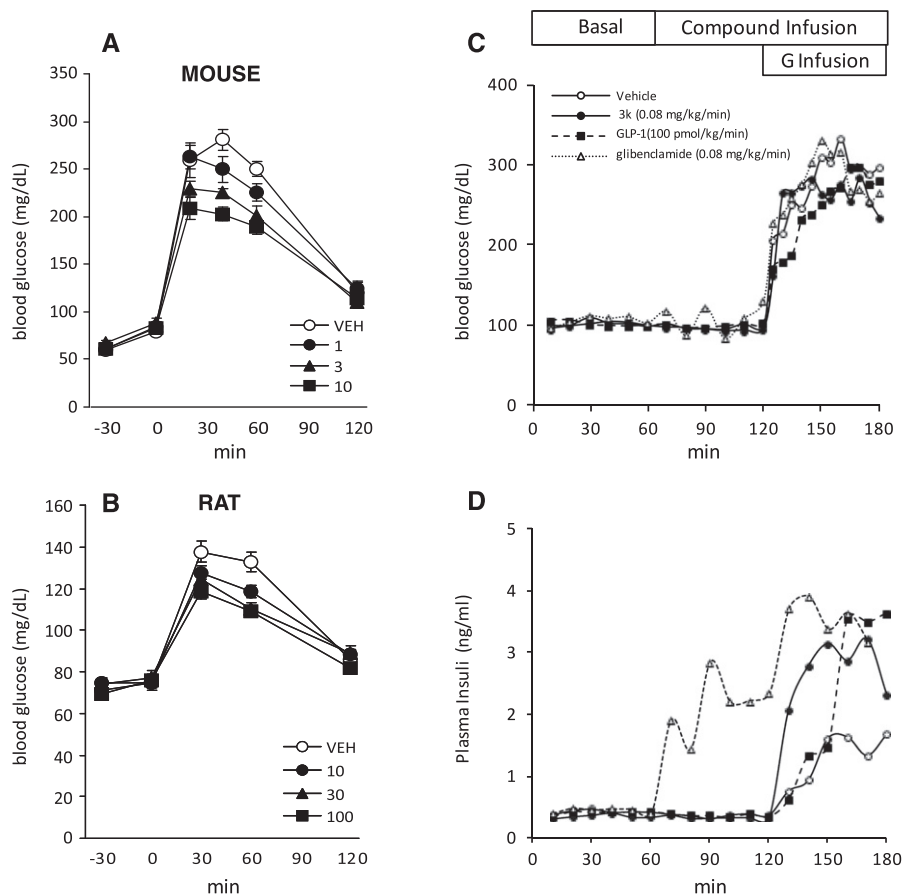 A
MOUSE
350
300
250
200
150
100
50
0
blood glucose (mg/dL)
VEH
1
3
10
-30 0 30 60 90 120
min
B
RAT
160
140
120
100
80
60
40
20
0
blood glucose (mg/dL)
VEH
10
30
100
-30 0 30 60 90 120
min
C
Basal Compound Infusion
G Infusion
400
300
200
100
0
blood glucose (mg/dL)
Vehicle
3k (0.08 mg/kg/min)
GLP-1(100 pmol/kg/min)
glibenclamide (0.08 mg/kg/min)
0 30 60 90 120 150 180
min
D
5
4
3
2
1
0
Plasma Insuli (ng/ml)
0 30 60 90 120 150 180
min